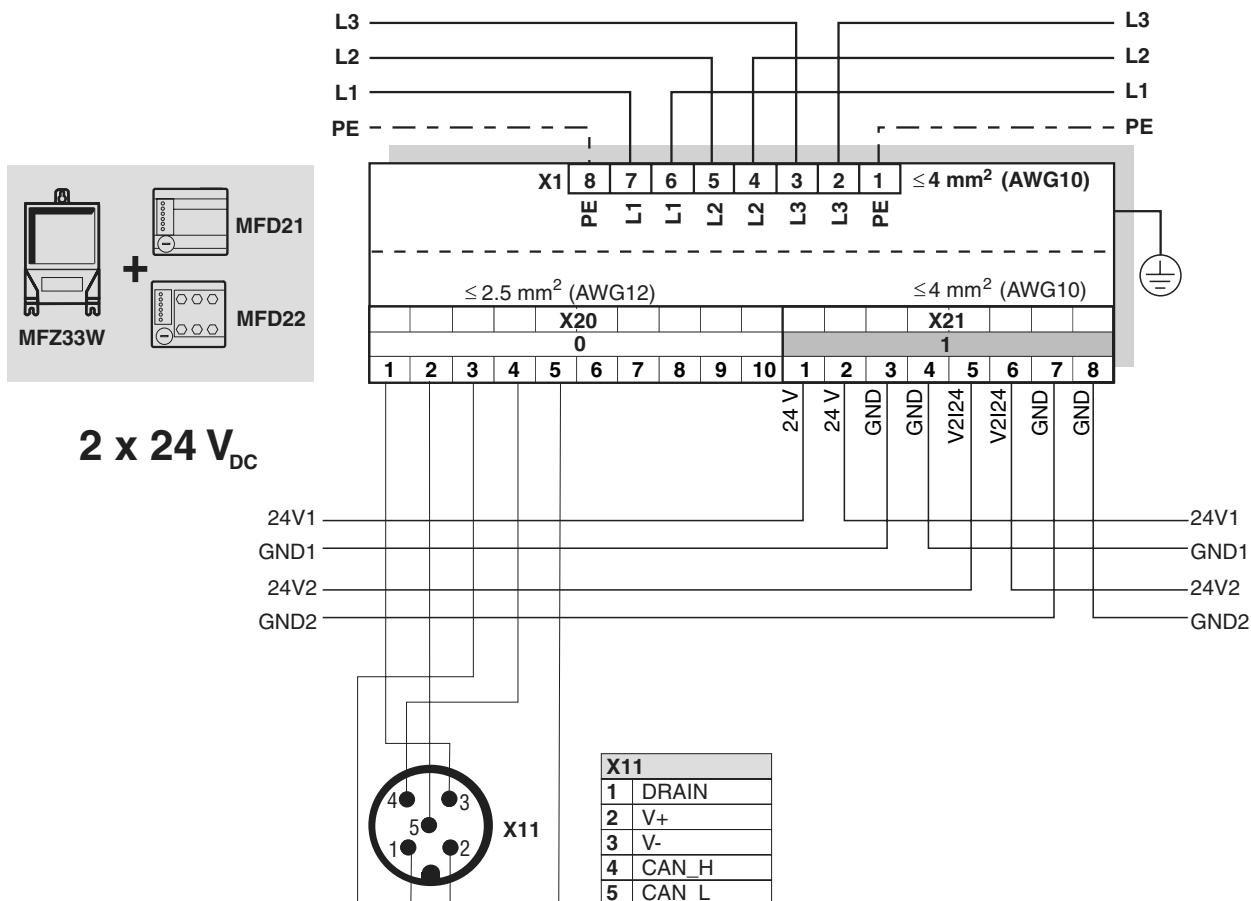 L3 L3
L2 L2
L1 L1
PE PE
X1 8 7 6 5 4 3 2 1 ≤4 mm² (AWG10)
PE L1 L1 L2 L2 L3 L3 PE
MFD21
+
MFD22
MFZ33W
≤2.5 mm² (AWG12) ≤4 mm² (AWG10)
X20 X21
0 1
1 2 3 4 5 6 7 8 9 10 1 2 3 4 5 6 7 8
24 V 24 V GND GND V2I24 V2I24 GND GND
2 x 24 V DC
24V1 24V1
GND1 GND1
24V2 24V2
GND2 GND2
4 3
5
1 2
X11
X11
1 DRAIN
2 V+
3 V-
4 CAN_H
5 CAN_L